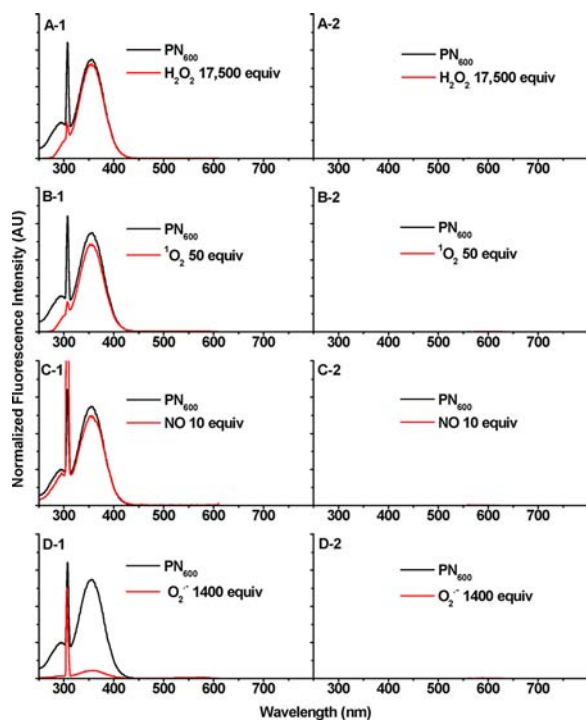 A-1
PN600
H2O2 17,500 equiv
A-2
PN600
H2O2 17,500 equiv
300 400 500 600 700 300 400 500 600 700
B-1
PN600
1O2 50 equiv
B-2
PN600
1O2 50 equiv
300 400 500 600 700 300 400 500 600 700
C-1
PN600
NO 10 equiv
C-2
PN600
NO 10 equiv
300 400 500 600 700 300 400 500 600 700
D-1
PN600
O2·- 1400 equiv
D-2
PN600
O2·- 1400 equiv
300 400 500 600 700 300 400 500 600 700
Normalized Fluorescence Intensity (AU)
Wavelength (nm)